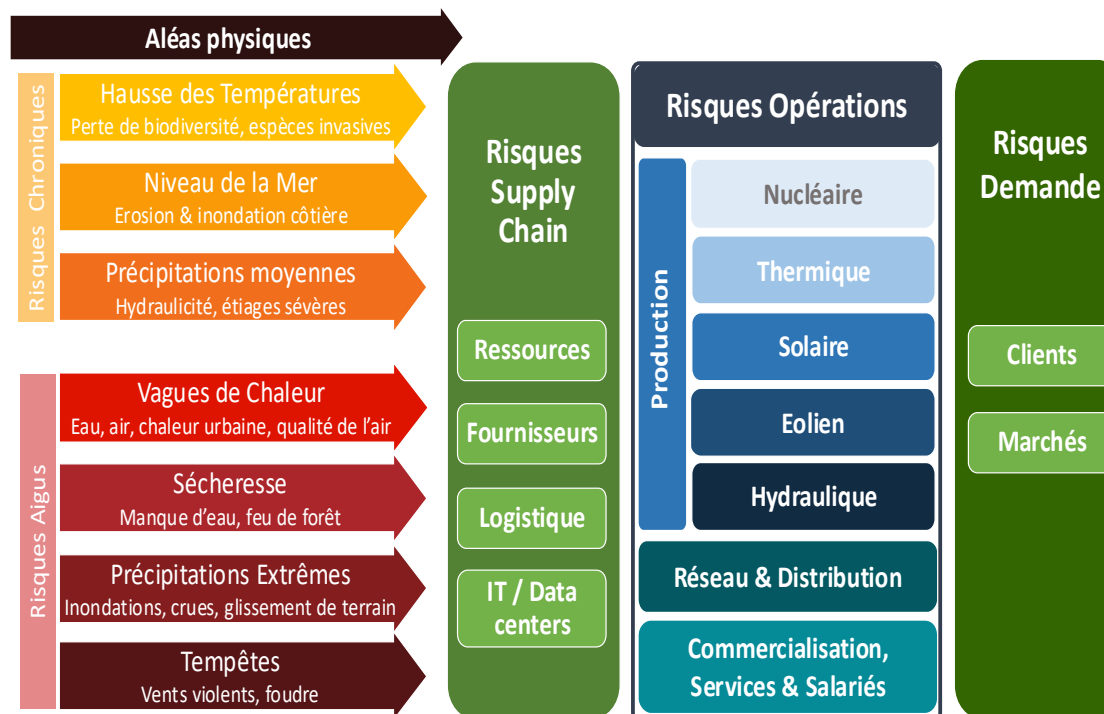 Aléas physiques
Risques Chroniques
Hausse des Températures
Perte de biodiversité, espèces invasives
Niveau de la Mer
Erosion & inondation côtière
Précipitations moyennes
Hydraulicité, étiages sévères
Risques Aigus
Vagues de Chaleur
Eau, air, chaleur urbaine, qualité de l'air
Sécheresse
Manque d'eau, feu de forêt
Précipitations Extrêmes
Inondations, crues, glissement de terrain
Tempêtes
Vents violents, foudre
Risques
Supply
Chain
Ressources
Fournisseurs
Logistique
IT / Data
centers
Risques Opérations
Production
Nucléaire
Thermique
Solaire
Eolien
Hydraulique
Réseau & Distribution
Commercialisation,
Services & Salariés
Risques
Demande
Clients
Marchés